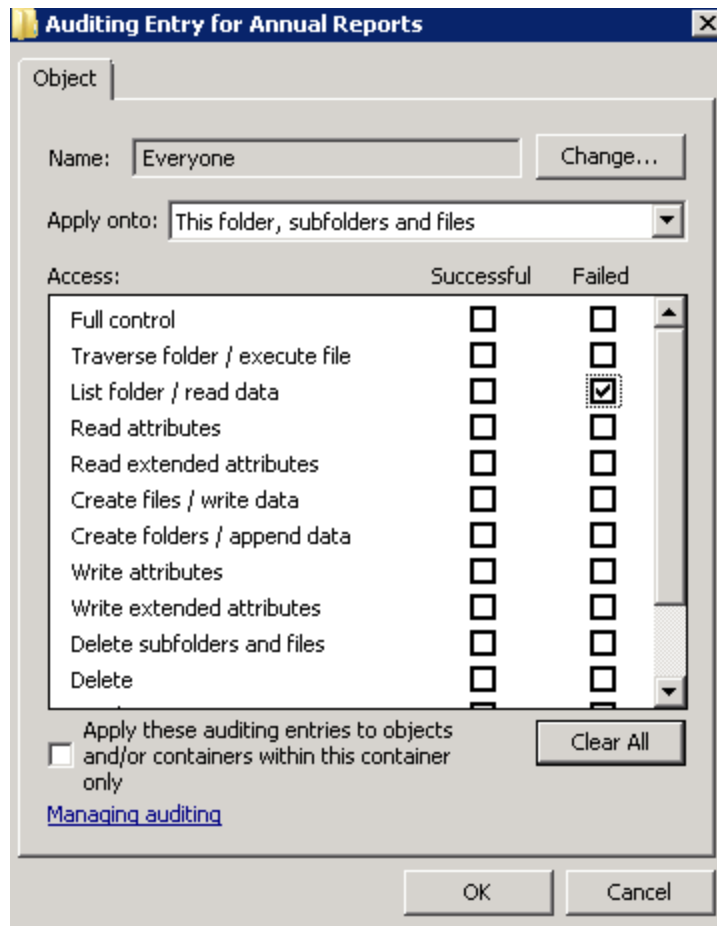 Auditing Entry for Annual Reports
Object
Name: Everyone Change...
Apply onto: This folder, subfolders and files
Access: Successful Failed
Full control
Traverse folder / execute file
List folder / read data
Read attributes
Read extended attributes
Create files / write data
Create folders / append data
Write attributes
Write extended attributes
Delete subfolders and files
Delete
Apply these auditing entries to objects
and/or containers within this container
only
Clear All
Managing auditing
OK Cancel